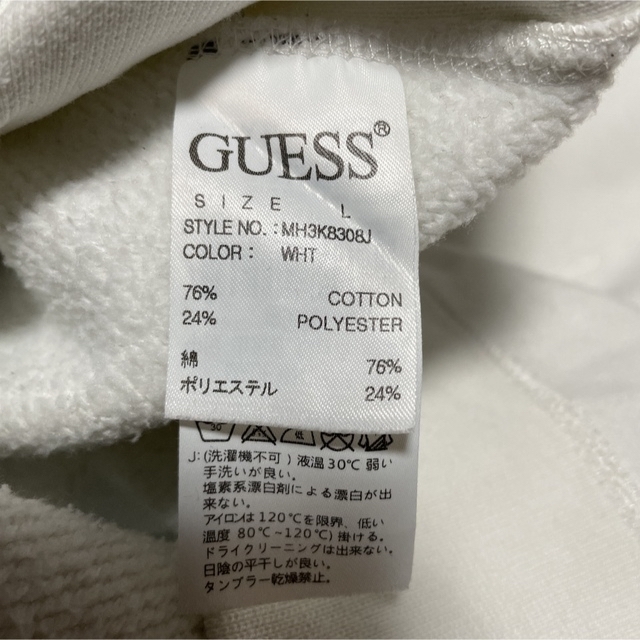 GUESS®
SIZE L
STYLE NO. : MH3K8308J
COLOR : WHT
76% COTTON
24% POLYESTER
綿 76%
ポリエステル 24%
J:(洗濯機不可) 液温30℃ 弱い
手洗いが良い。
塩素系漂白剤による漂白が出
来ない。
アイロンは120℃を限界、低い
温度 80℃~120℃) 掛ける。
ドライクリーニングは出来ない。
日陰の平干しが良い。
タンブラー乾燥禁止。